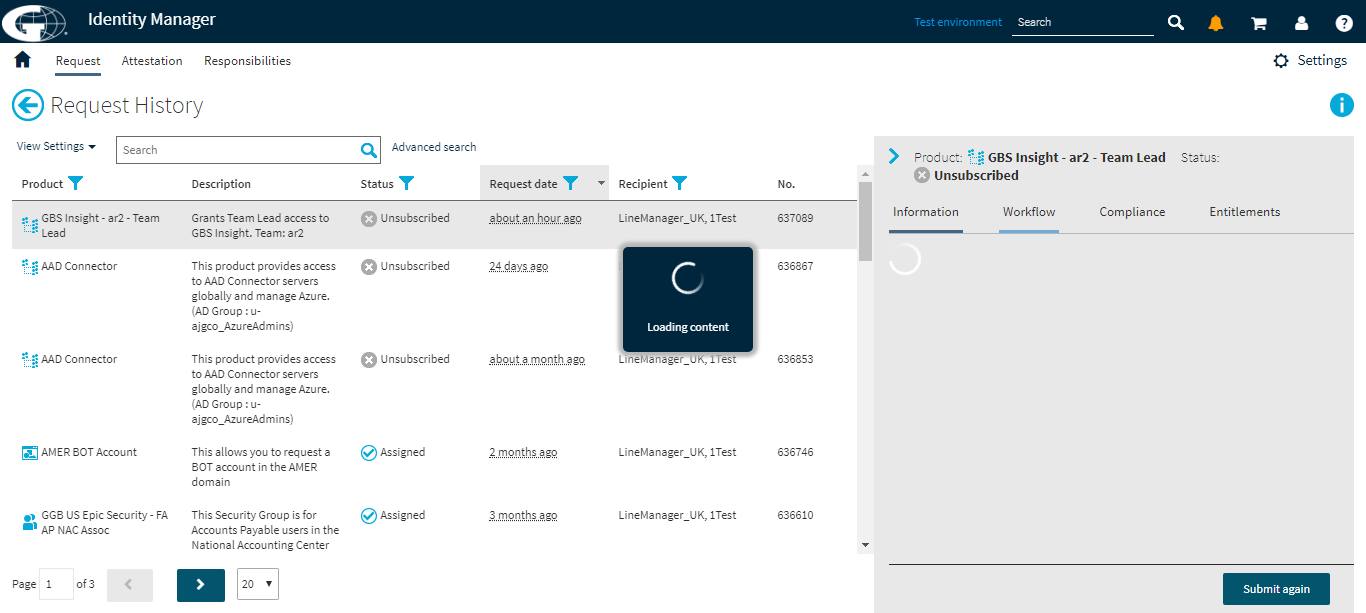 Identity Manager
Test environment
Search
Request
Attestation
Responsibilities
Settings
Request History
View Settings
Search
Advanced search
Product
Description
Status
Request date
Recipient
No.
GBS Insight - ar2 - Team
Lead
Grants Team Lead access to
GBS Insight. Team: ar2
Unsubscribed
about an hour ago
LineManager_UK, 1Test
637089
AAD Connector
This product provides access
to AAD Connector servers
globally and manage Azure.
(AD Group : u-
ajgco_AzureAdmins)
Unsubscribed
24 days ago
636867
Loading content
AAD Connector
This product provides access
to AAD Connector servers
globally and manage Azure.
(AD Group : u-
ajgco_AzureAdmins)
Unsubscribed
about a month ago
LineManager_UK, 1Test
636853
AMER BOT Account
This allows you to request a
BOT account in the AMER
domain
Assigned
2 months ago
LineManager_UK, 1Test
636746
GGB US Epic Security - FA
AP NAC Assoc
This Security Group is for
Accounts Payable users in the
National Accounting Center
Assigned
3 months ago
LineManager_UK, 1Test
636610
Page 1 of 3
20
Product: GBS Insight - ar2 - Team Lead Status:
Unsubscribed
Information
Workflow
Compliance
Entitlements
Submit again